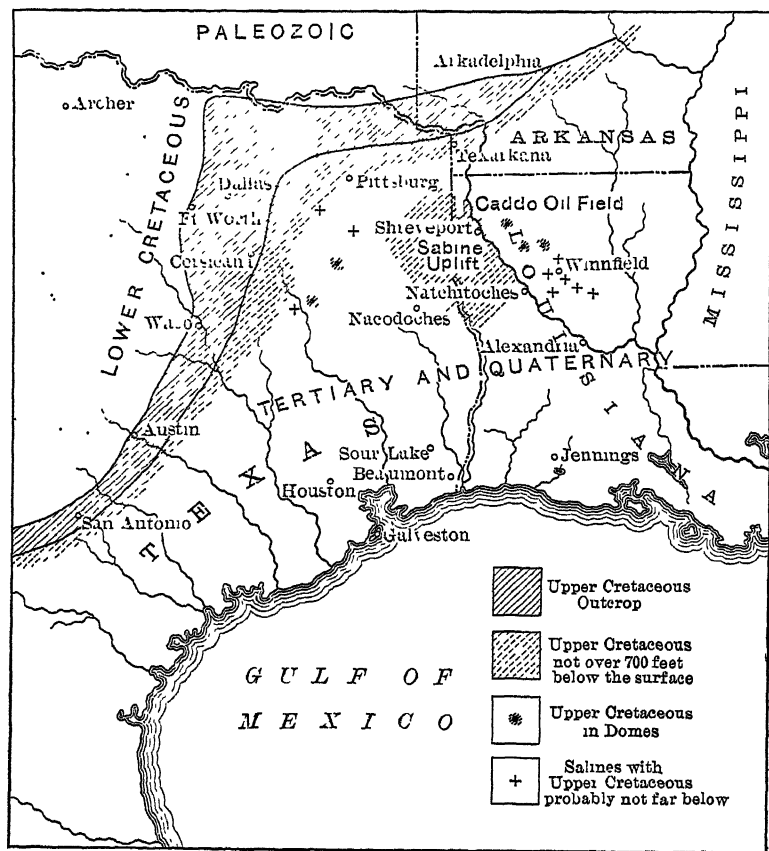 PALEOZOIC
Arkadelphia
Archer
LOWER CRETACEOUS
ARKANSAS
Texarkana
MISSISSIPPI
Dallas
Pittsburg
Ft Worth
Caddo Oil Field
Shreveport
Sabine
Uplift
Winnfield
Natchitoches
Nacodoches
LOUISIANA
Alexandria
TERTIARY AND QUATERNARY
Austin
TEXAS
Sour Lake
Beaumont
Jennings
Houston
San Antonio
Galveston
GULF OF
MEXICO
Upper Cretaceous
Outcrop
Upper Cretaceous
not over 700 feet
below the surface
Upper Cretaceous
in Domes
Salines with
Upper Cretaceous
probably not far below